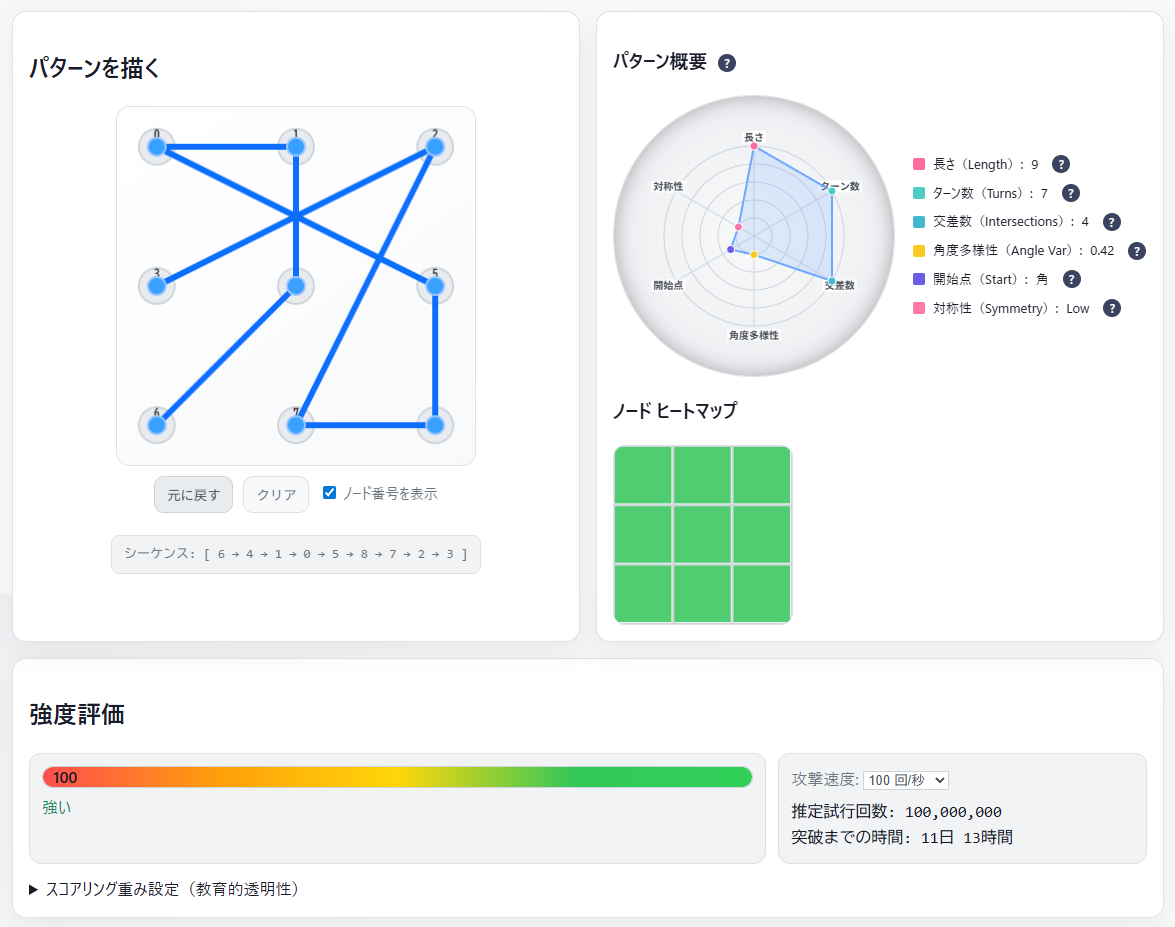 パターンを描く
0
1
2
3
5
6
7
元に戻す
クリア
ノード番号を表示
シーケンス: [ 6 → 4 → 1 → 0 → 5 → 8 → 7 → 2 → 3 ]
パターン概要 ?
長さ
ターン数
交差数
角度多様性
開始点
対称性
長さ（Length）: 9 ?
ターン数（Turns）: 7 ?
交差数（Intersections）: 4 ?
角度多様性（Angle Var）: 0.42 ?
開始点（Start）: 角 ?
対称性（Symmetry）: Low ?
ノード ヒートマップ
強度評価
100
強い
攻撃速度: 100 回/秒
推定試行回数: 100,000,000
突破までの時間: 11日 13時間
▶ スコアリング重み設定（教育的透明性）